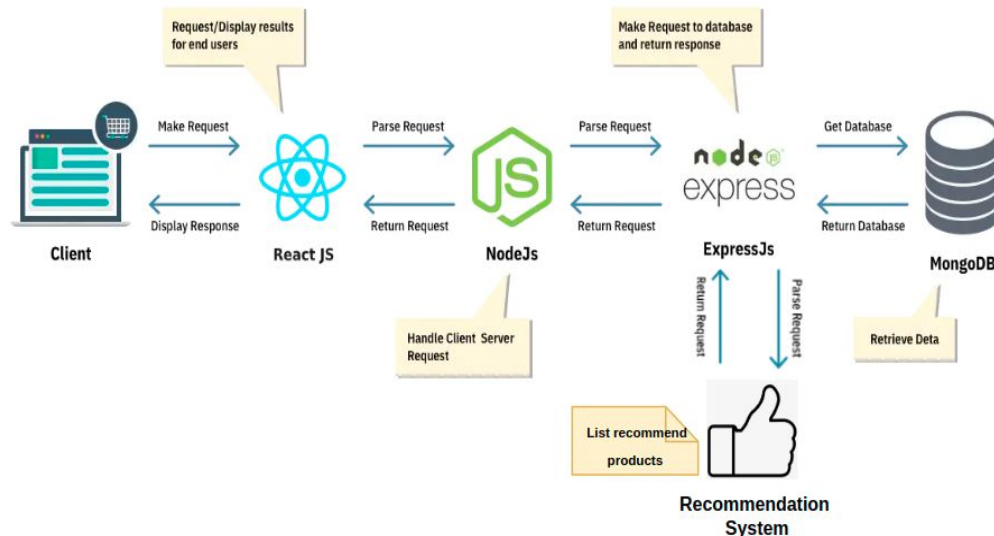 Request/Display results
for end users
Make Request to database
and return response
Make Request
Parse Request
Parse Request
Get Database
JS
node
express
Display Response
Return Request
Return Request
Return Database
Client
React JS
NodeJs
ExpressJs
MongoDB
Handle Client Server
Request
Return Request
Parse Request
Retrieve Deta
List recommend
products
Recommendation
System